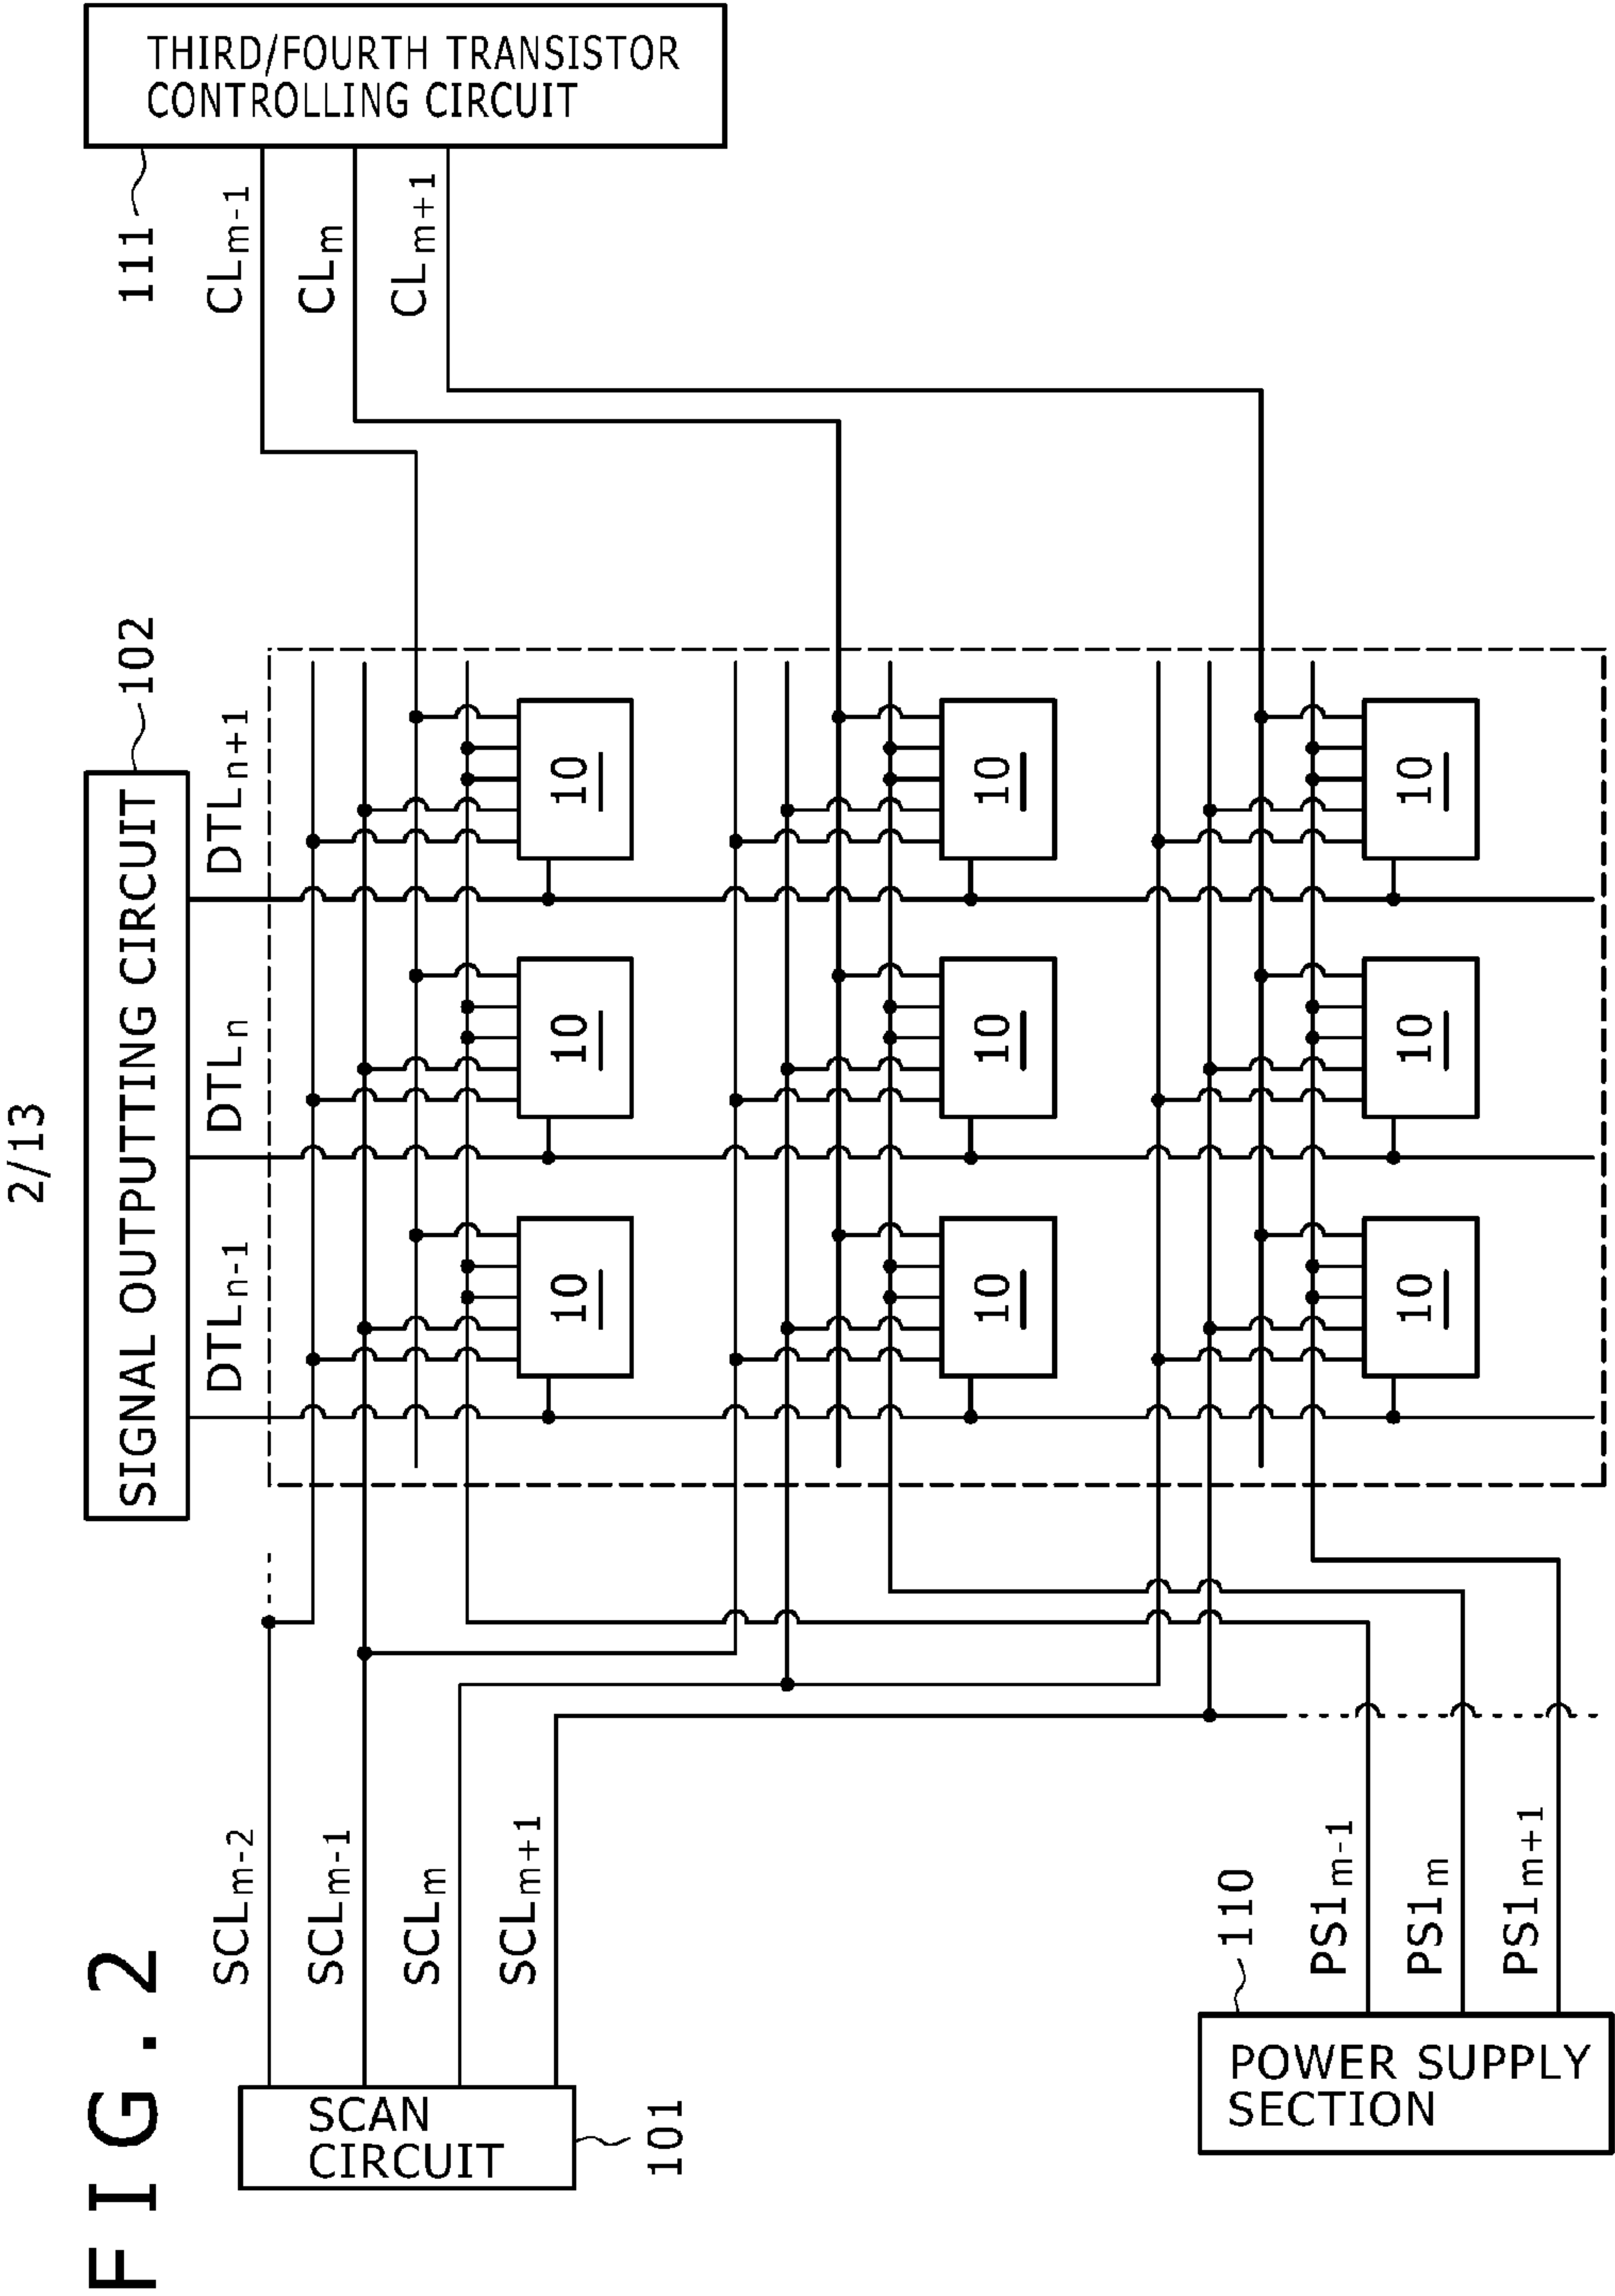 2/13
FIG. 2
SIGNAL OUTPUTTING CIRCUIT
102
THIRD/FOURTH TRANSISTOR
CONTROLLING CIRCUIT
111
DTLn-1
DTLn
DTLn+1
CLm-1
CLm
CLm+1
SCLm-2
SCLm-1
SCLm
SCLm+1
SCAN
CIRCUIT
101
10
10
10
10
10
10
10
10
10
110
PS1m-1
PS1m
PS1m+1
POWER SUPPLY
SECTION